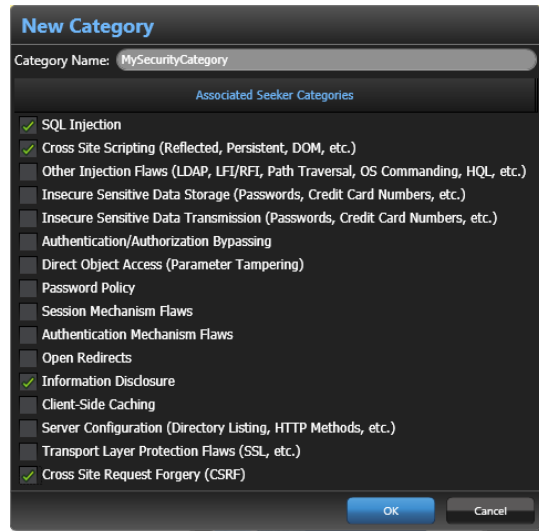 New Category
Category Name: MySecurityCategory
Associated Seeker Categories
SQL Injection
Cross Site Scripting (Reflected, Persistent, DOM, etc.)
Other Injection Flaws (LDAP, LFI/RFI, Path Traversal, OS Commanding, HQL, etc.)
Insecure Sensitive Data Storage (Passwords, Credit Card Numbers, etc.)
Insecure Sensitive Data Transmission (Passwords, Credit Card Numbers, etc.)
Authentication/Authorization Bypassing
Direct Object Access (Parameter Tampering)
Password Policy
Session Mechanism Flaws
Authentication Mechanism Flaws
Open Redirects
Information Disclosure
Client-Side Caching
Server Configuration (Directory Listing, HTTP Methods, etc.)
Transport Layer Protection Flaws (SSL, etc.)
Cross Site Request Forgery (CSRF)
OK Cancel